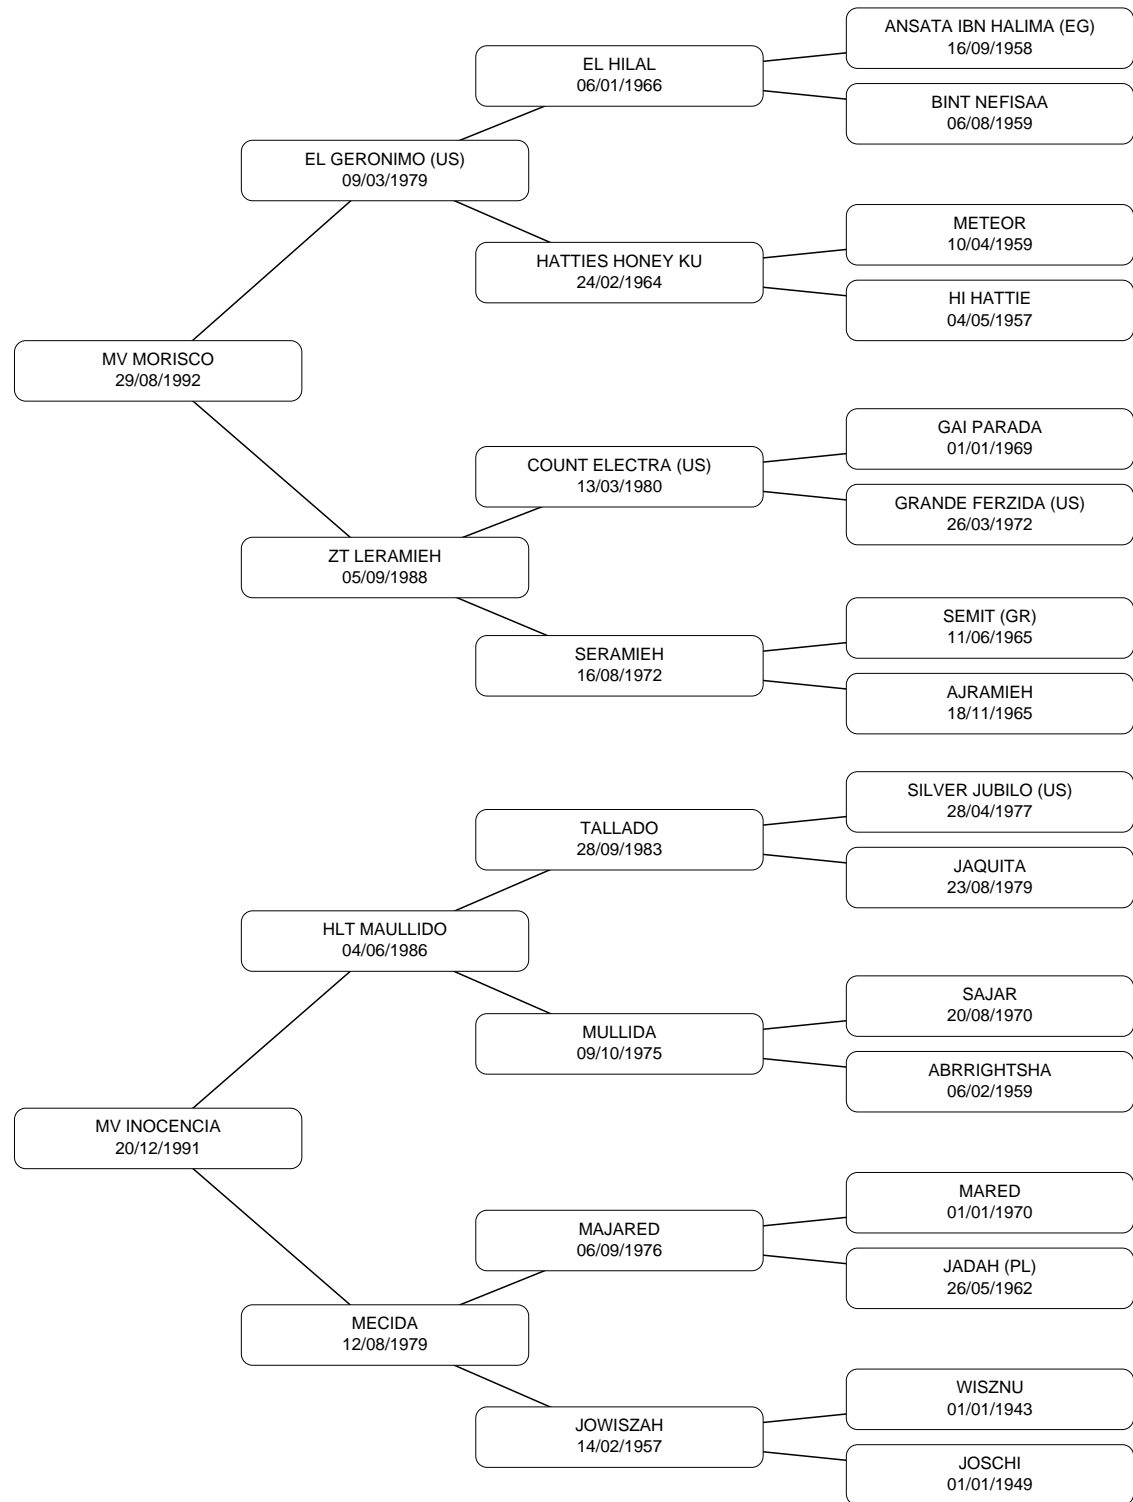 ANSATA IBN HALIMA (EG)
16/09/1958
EL HILAL
06/01/1966
BINT NEFISAA
06/08/1959
EL GERONIMO (US)
09/03/1979
METEOR
10/04/1959
HATTIES HONEY KU
24/02/1964
HI HATTIE
04/05/1957
MV MORISCO
29/08/1992
GAI PARADA
01/01/1969
COUNT ELECTRA (US)
13/03/1980
GRANDE FERZIDA (US)
26/03/1972
ZT LERAMIEH
05/09/1988
SEMIT (GR)
11/06/1965
SERAMIEH
16/08/1972
AJRAMIEH
18/11/1965
SILVER JUBILO (US)
28/04/1977
TALLADO
28/09/1983
JAQUITA
23/08/1979
HLT MAULLIDO
04/06/1986
SAJAR
20/08/1970
MULLIDA
09/10/1975
ABRRIGHTSHA
06/02/1959
MV INOCENCIA
20/12/1991
MARED
01/01/1970
MAJARED
06/09/1976
JADAH (PL)
26/05/1962
MECIDA
12/08/1979
WISZNU
01/01/1943
JOWISZAH
14/02/1957
JOSCHI
01/01/1949